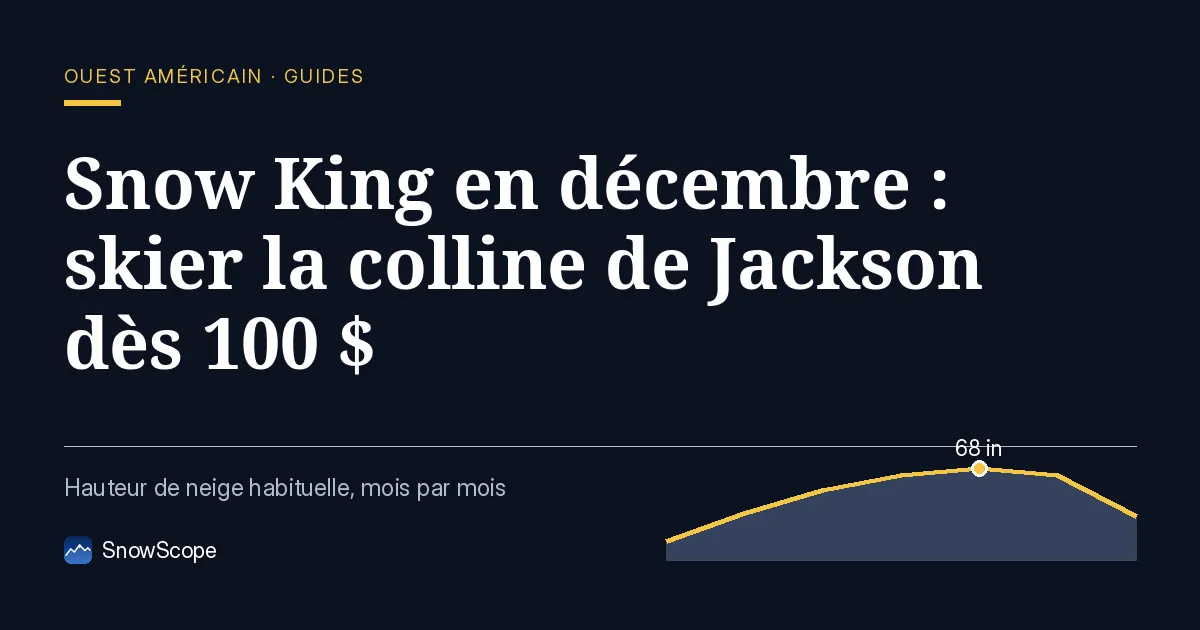 OUEST AMÉRICAIN · GUIDES
Snow King en décembre :
skier la colline de Jackson
dès 100 $
68 in
Hauteur de neige habituelle, mois par mois
SnowScope